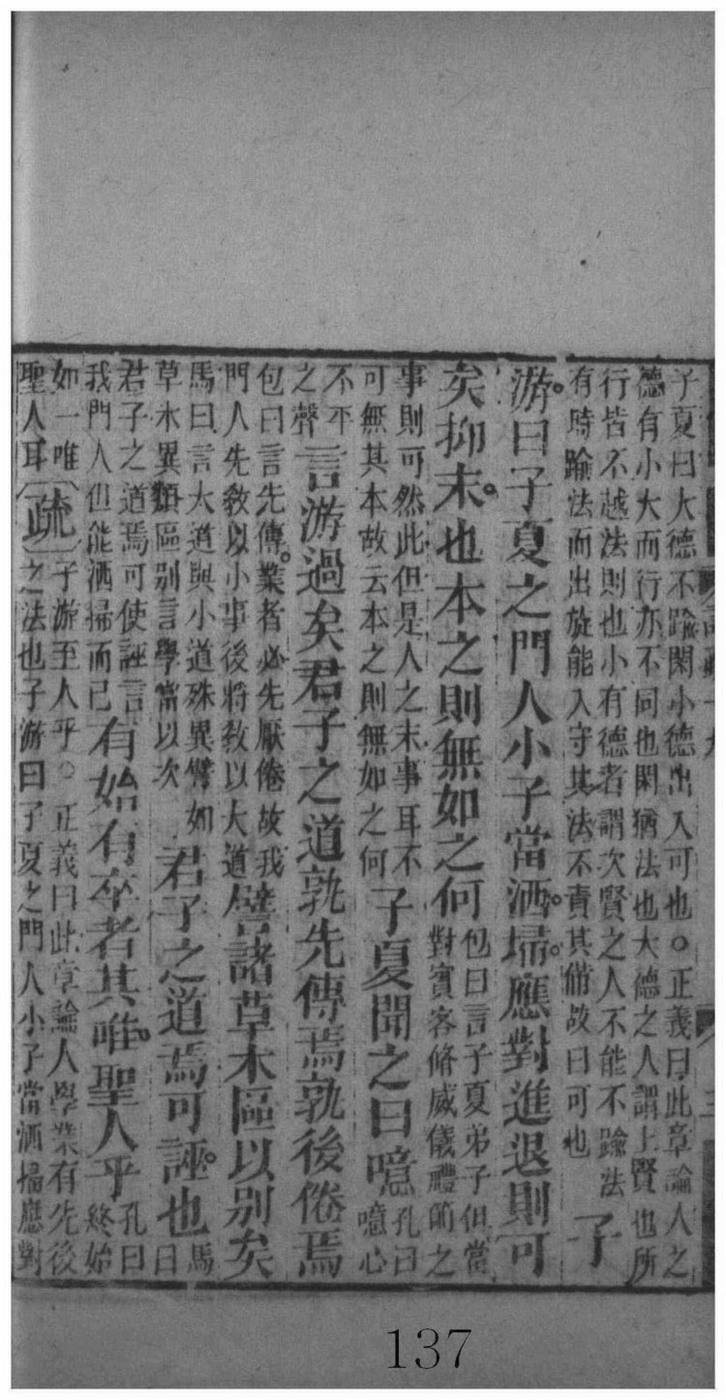 子夏曰大德不踰閑小德出入可也○正義曰此章論人之
德有小大而行亦不同也閑猶法也大德之人謂上賢也所
行皆不越法則也小有德者謂次賢之人不能不踰法
有時踰法而出旋能入守其法不責其備故曰可也
子
游曰子夏之門人小子當洒埽應對進退則可
矣抑末也本之則無如之何
包曰言子夏弟子但當
對賓客脩威儀禮節之
事則可然此但是人之末事耳不
可無其本故云本之則無如之何
子夏聞之曰噫
孔曰
噫心
不平
之聲
言游過矣君子之道孰先傳焉孰後倦焉
包曰言先傳業者必先厭倦故我
門人先敎以小事後將敎以大道
譬諸草木區以别矣
馬曰言大道與小道殊異譬如
草木異類區别言學當以次
君子之道焉可誣也
馬
曰
君子之道焉可使誣言
我門人但能洒掃而已
有始有卒者其唯聖人乎
孔曰
終始
如一唯
聖人耳
疏
子游至人乎○正義曰此章論人學業有先後
之法也子游曰子夏之門人小子當洒掃應對
137